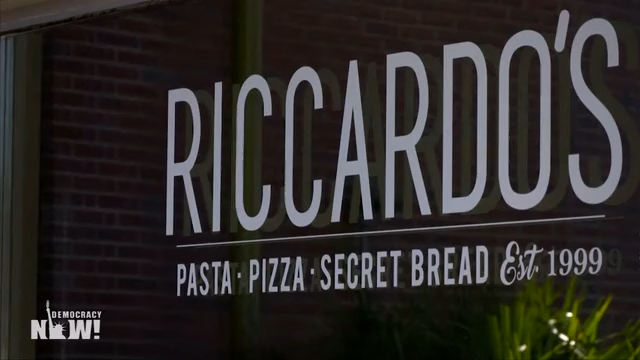 RICCARDO'S
PASTA · PIZZA · SECRET BREAD Est. 1999
DEMOCRACY
NOW!